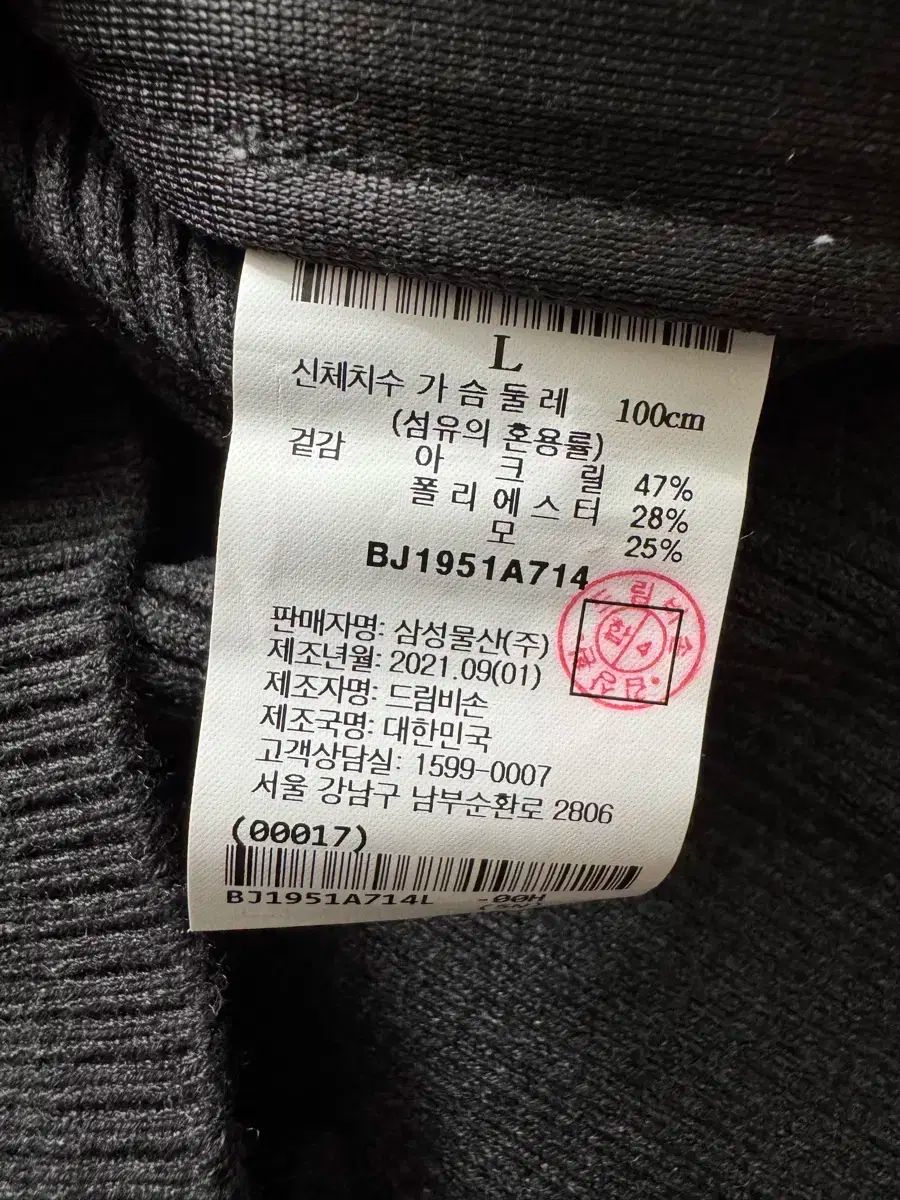 L
신체치수 가슴둘레 100cm
(섬유의 혼용률)
겉감 아크릴 47%
폴리에스터 28%
모 25%
BJ1951A714
판매자명: 삼성물산(주)
제조년월: 2021.09(01)
제조자명: 드림비손
제조국명: 대한민국
고객상담실: 1599-0007
서울 강남구 남부순환로 2806
(00017)
BJ1951A714L -00H